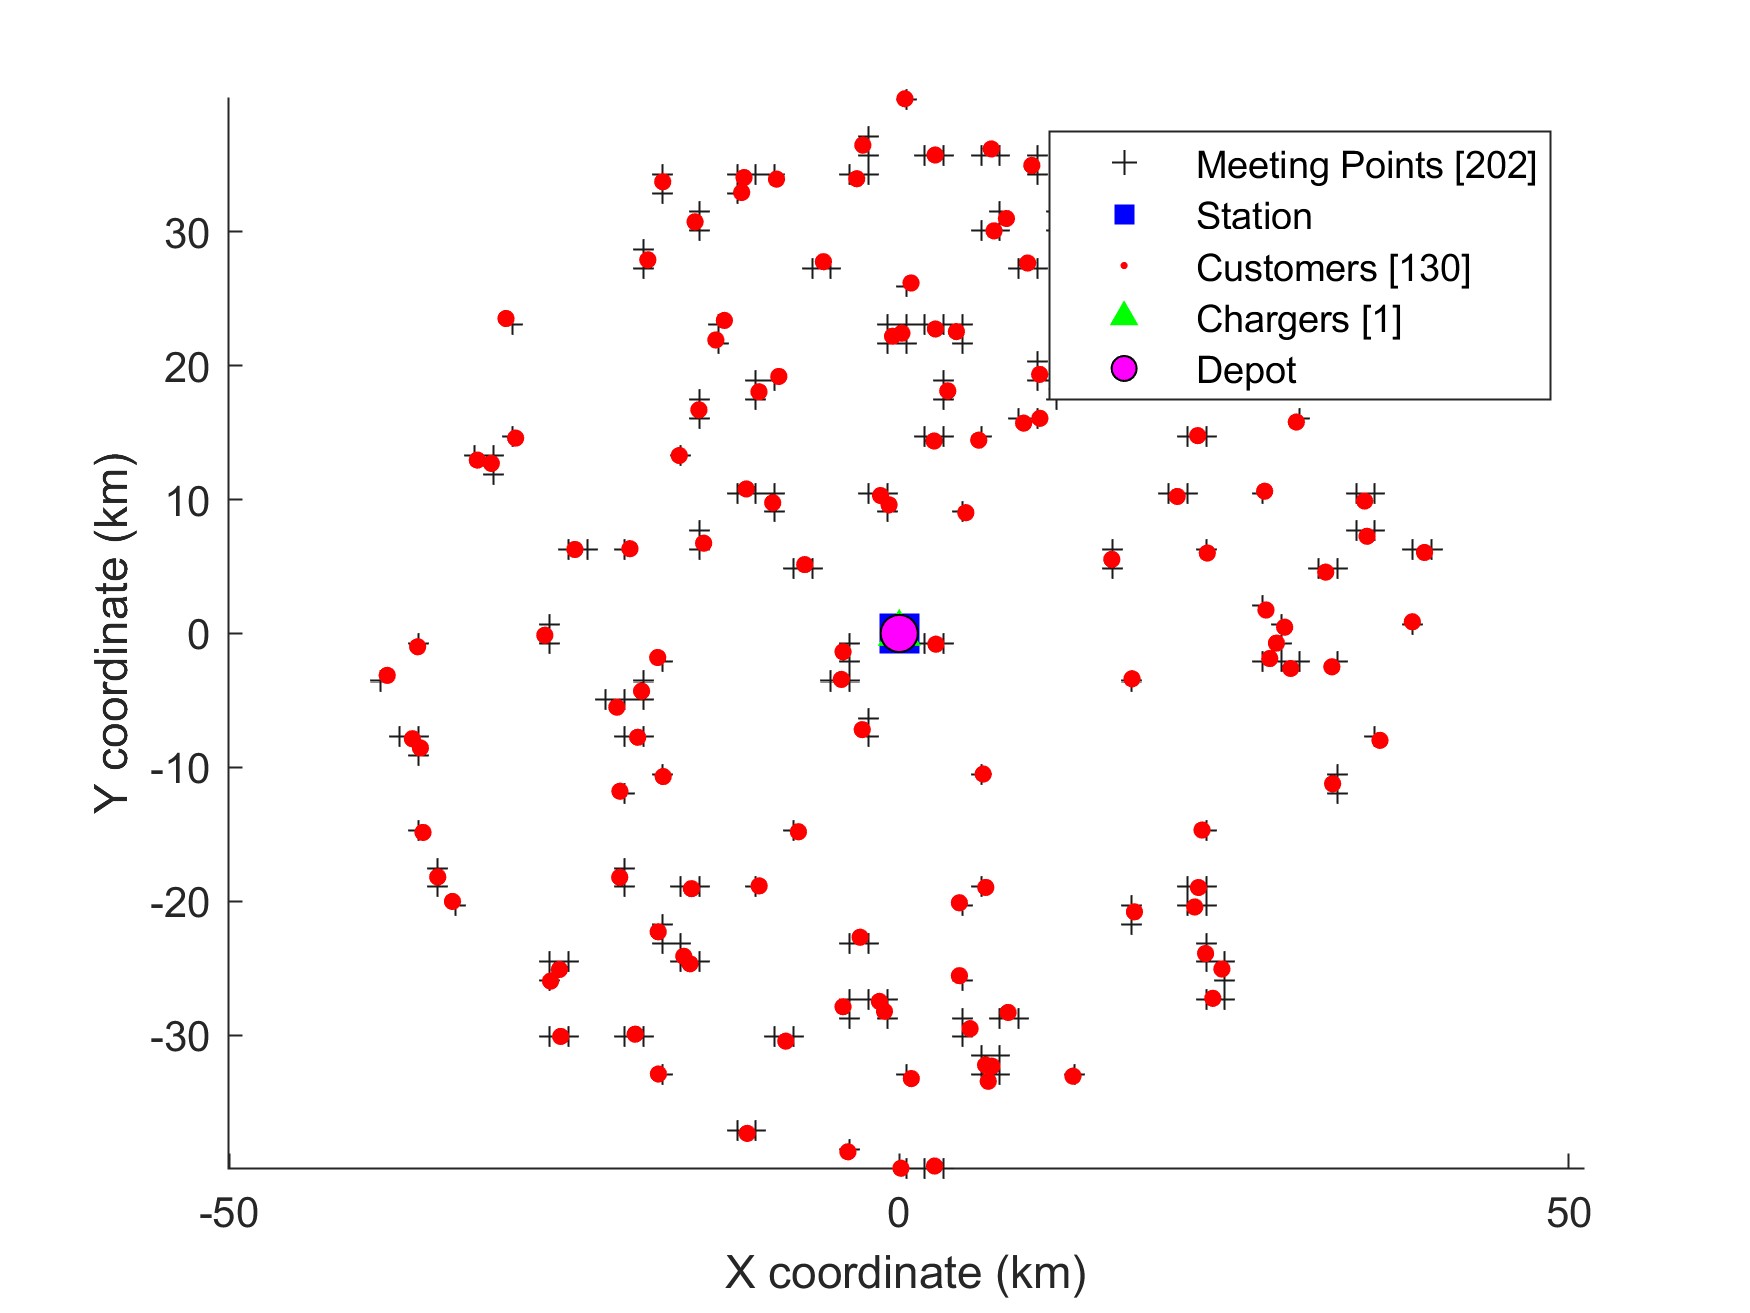 Meeting Points [202]
Station
Customers [130]
Chargers [1]
Depot
30
20
10
0
-10
-20
-30
Y coordinate (km)
-50 0 50
X coordinate (km)